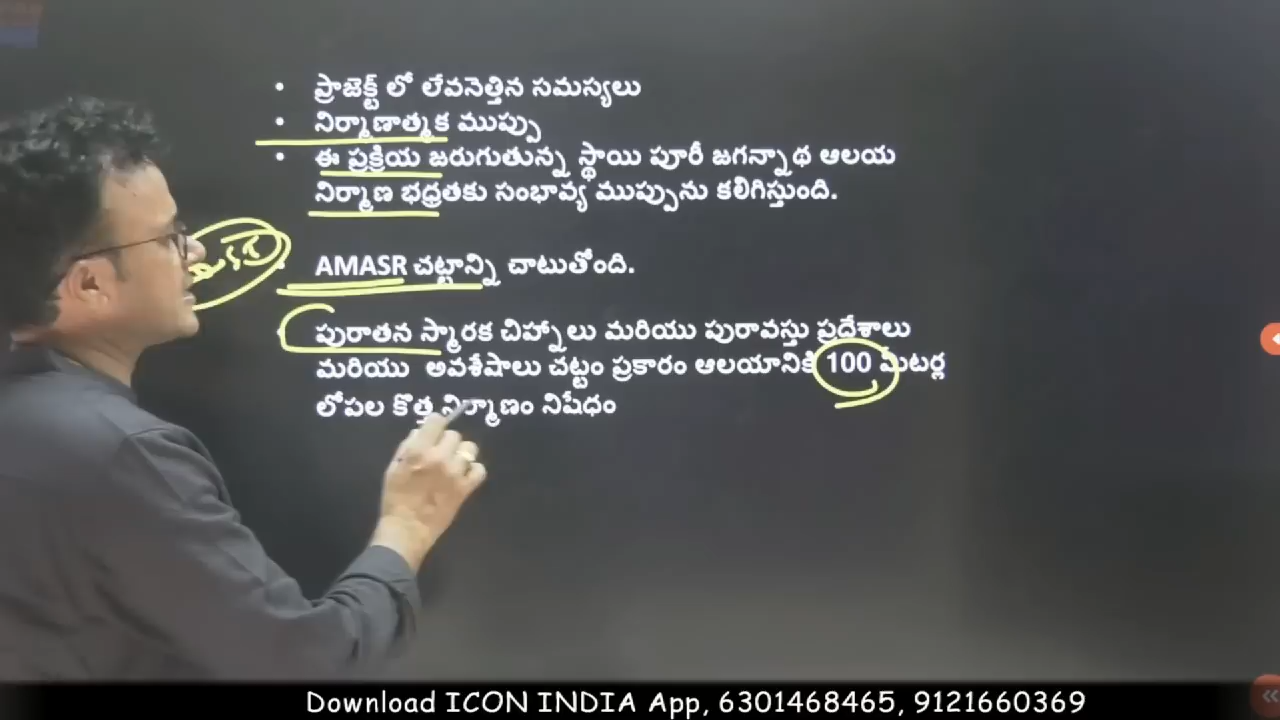 • ప్రాజెక్ట్ లో లేవనెత్తిన సమస్యలు
• నిర్మాణాత్మక ముప్పు
• ఈ ప్రక్రియ జరుగుతున్న స్థాయి పూరీ జగన్నాథ ఆలయ
నిర్మాణ భద్రతకు సంభావ్య ముప్పును కలిగిస్తుంది.
AMASR చట్టాన్ని చాటుతోంది.
పురాతన స్మారక చిహ్నాలు మరియు పురావస్తు ప్రదేశాలు
మరియు అవశేషాలు చట్టం ప్రకారం ఆలయానికి 100 మీటర్ల
లోపల కొత్త నిర్మాణం నిషేధం
Download ICON INDIA App, 6301468465, 9121660369